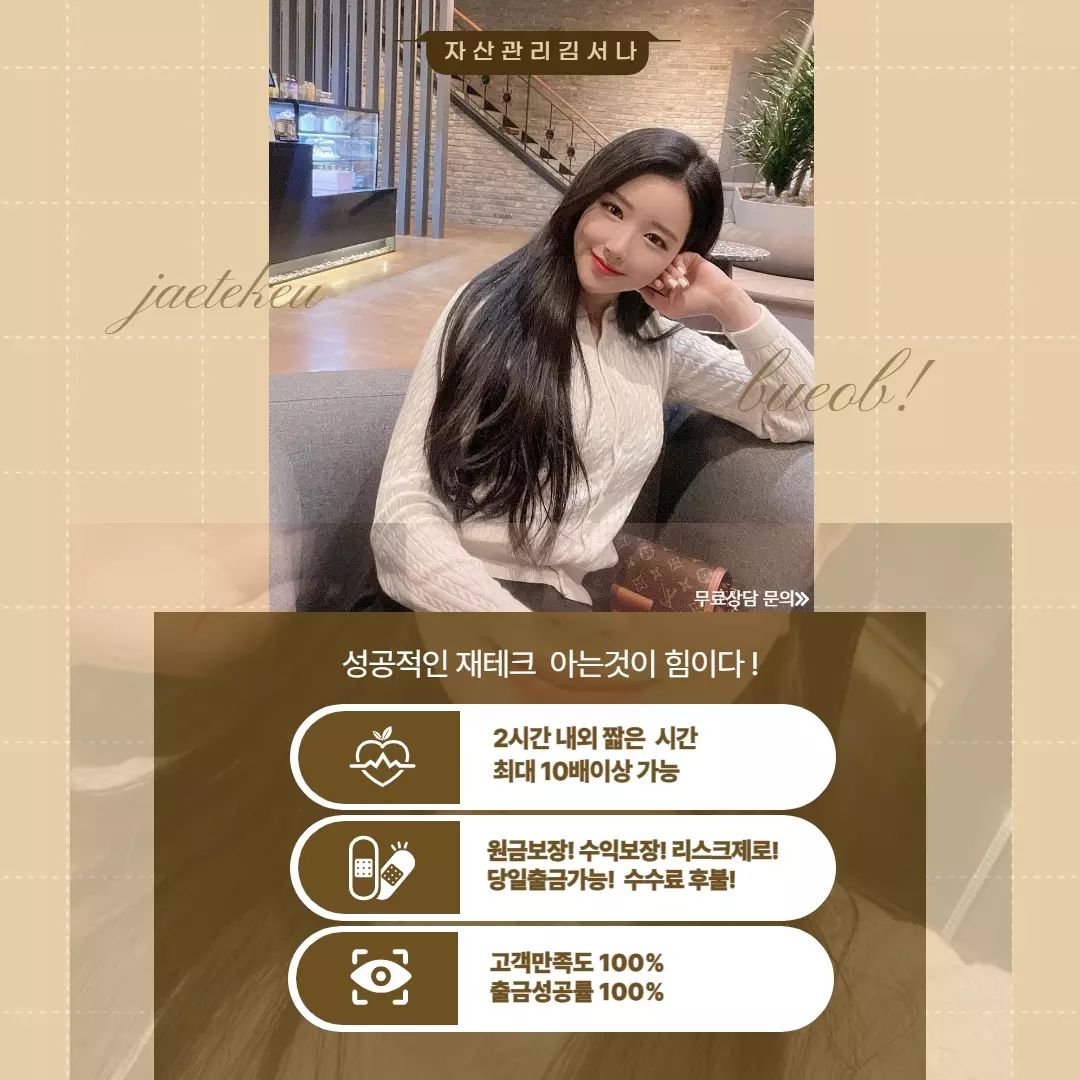 자산관리김서나
jaetekeu
bueob!
무료상담 문의
성공적인 재테크 아는것이 힘이다!
2시간 내외 짧은 시간
최대 10배이상 가능
원금보장! 수익보장! 리스크제로!
당일출금가능! 수수료 후불!
고객만족도 100%
출금성공률 100%